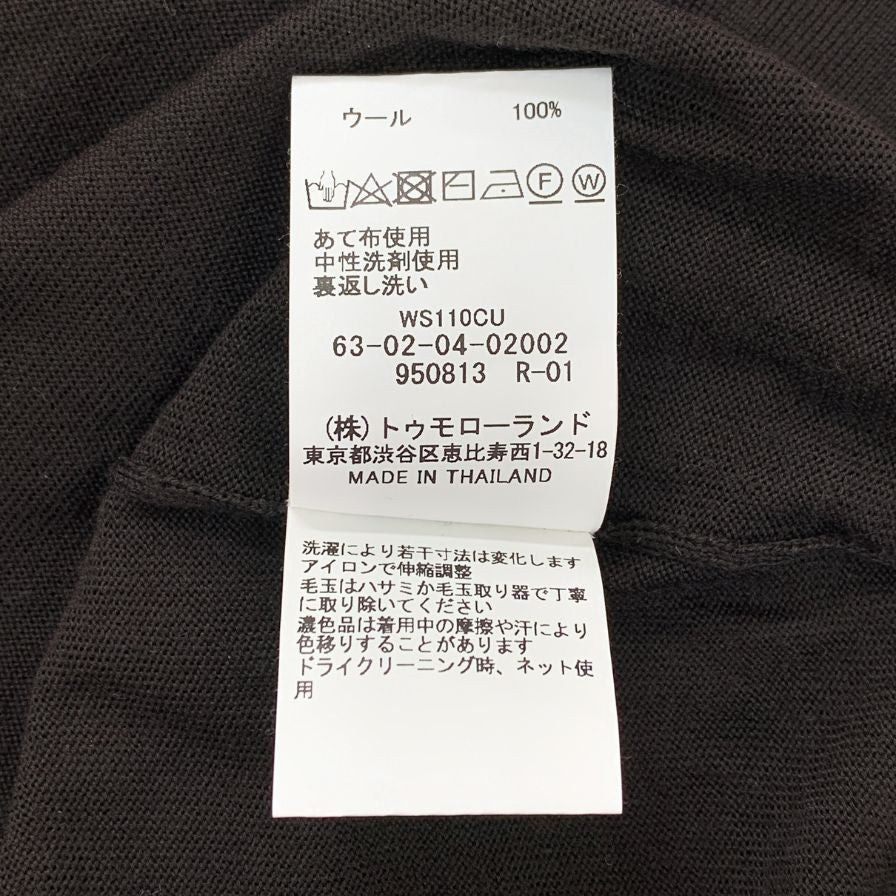 ウール 100%
F W
あて布使用
中性洗剤使用
裏返し洗い
WS110CU
63-02-04-02002
950813 R-01
(株)トゥモローランド
東京都渋谷区恵比寿西1-32-18
MADE IN THAILAND
洗濯により若干寸法は変化します
アイロンで伸縮調整
毛玉はハサミか毛玉取り器で丁寧
に取り除いてください
濃色品は着用中の摩擦や汗により
色移りすることがあります
ドライクリーニング時、ネット使
用